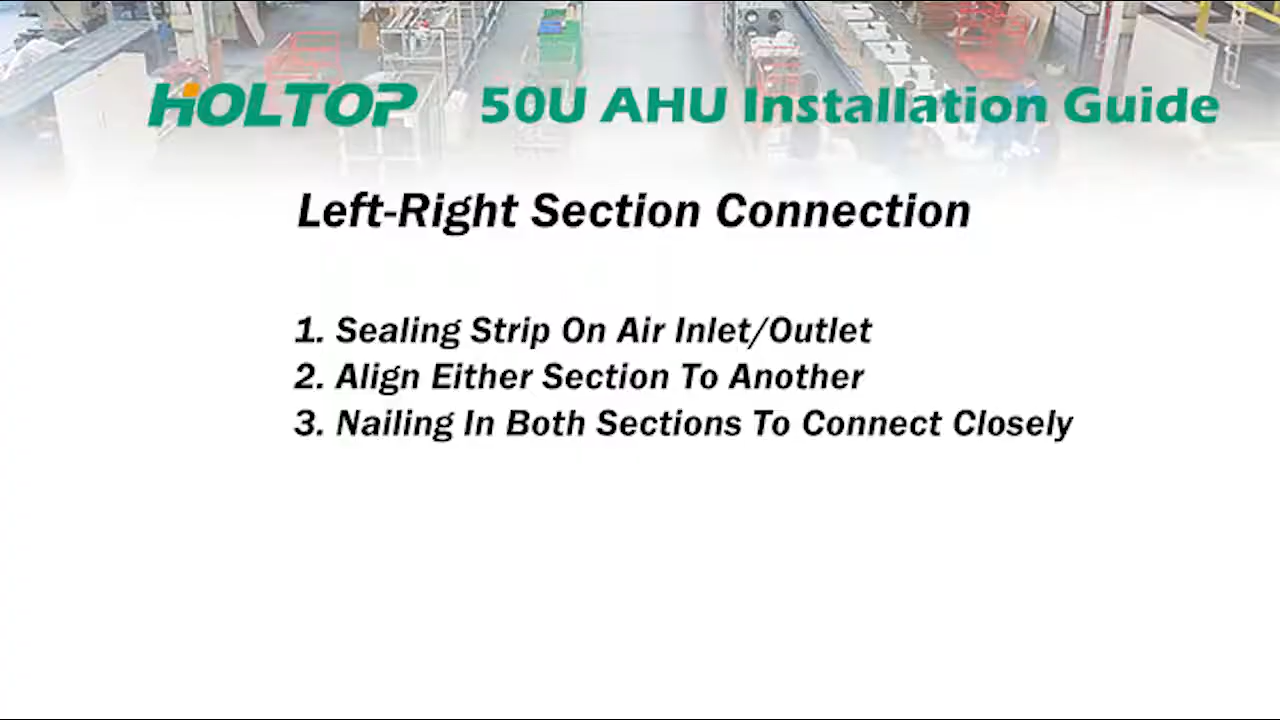 HOLTOP 50U AHU Installation Guide
Left-Right Section Connection
1. Sealing Strip On Air Inlet/Outlet
2. Align Either Section To Another
3. Nailing In Both Sections To Connect Closely